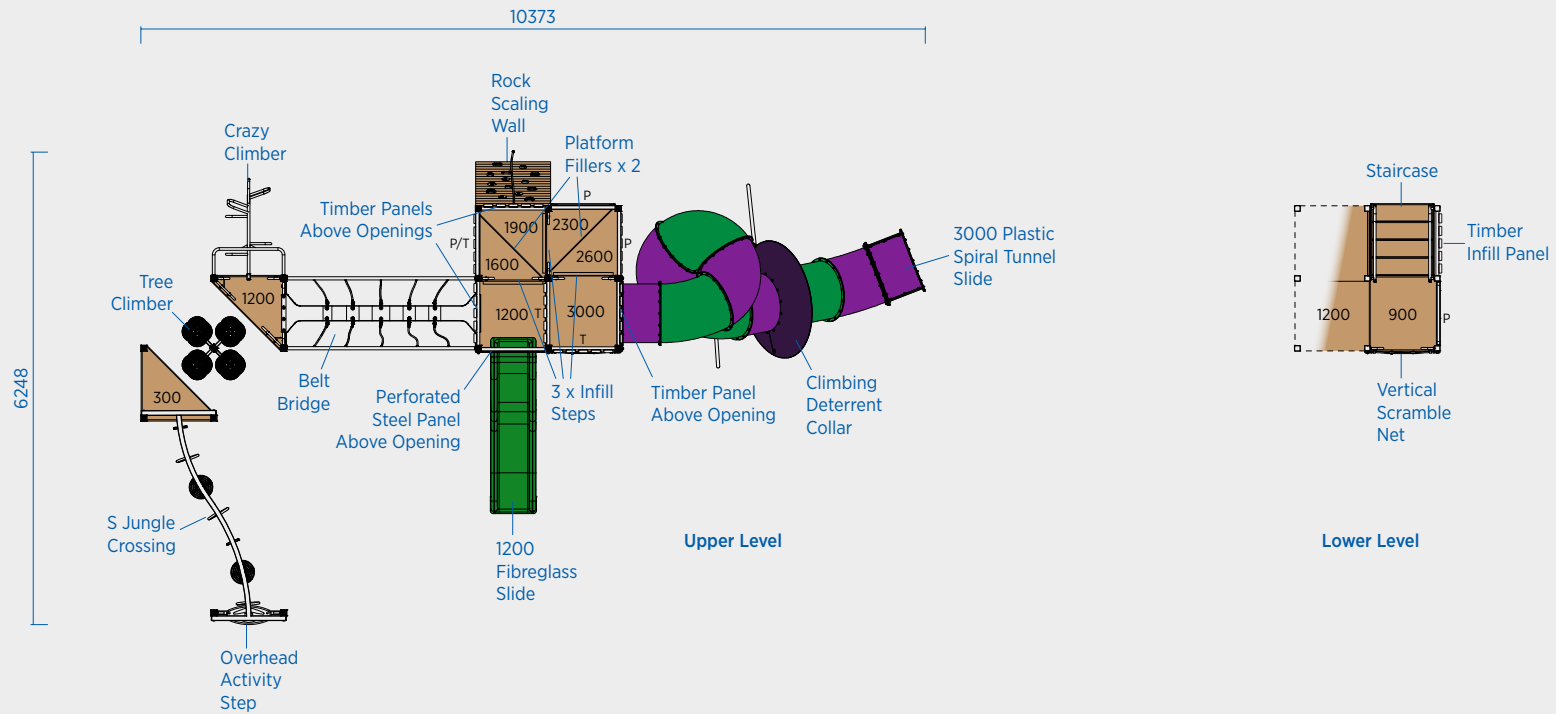 10373
Rock
Scaling
Wall
Platform
Fillers x 2
Crazy
Climber
Timber Panels
Above Openings
P
P/T
1900
2300
P
1600
2600
3000 Plastic
Spiral Tunnel
Slide
Tree
Climber
1200
1200
T
3000
T
6248
300
Belt
Bridge
Perforated
Steel Panel
Above Opening
3 x Infill
Steps
Timber Panel
Above Opening
Climbing
Deterrent
Collar
S Jungle
Crossing
1200
Fibreglass
Slide
Upper Level
Overhead
Activity
Step
Staircase
Timber
Infill Panel
1200
900
P
Vertical
Scramble
Net
Lower Level